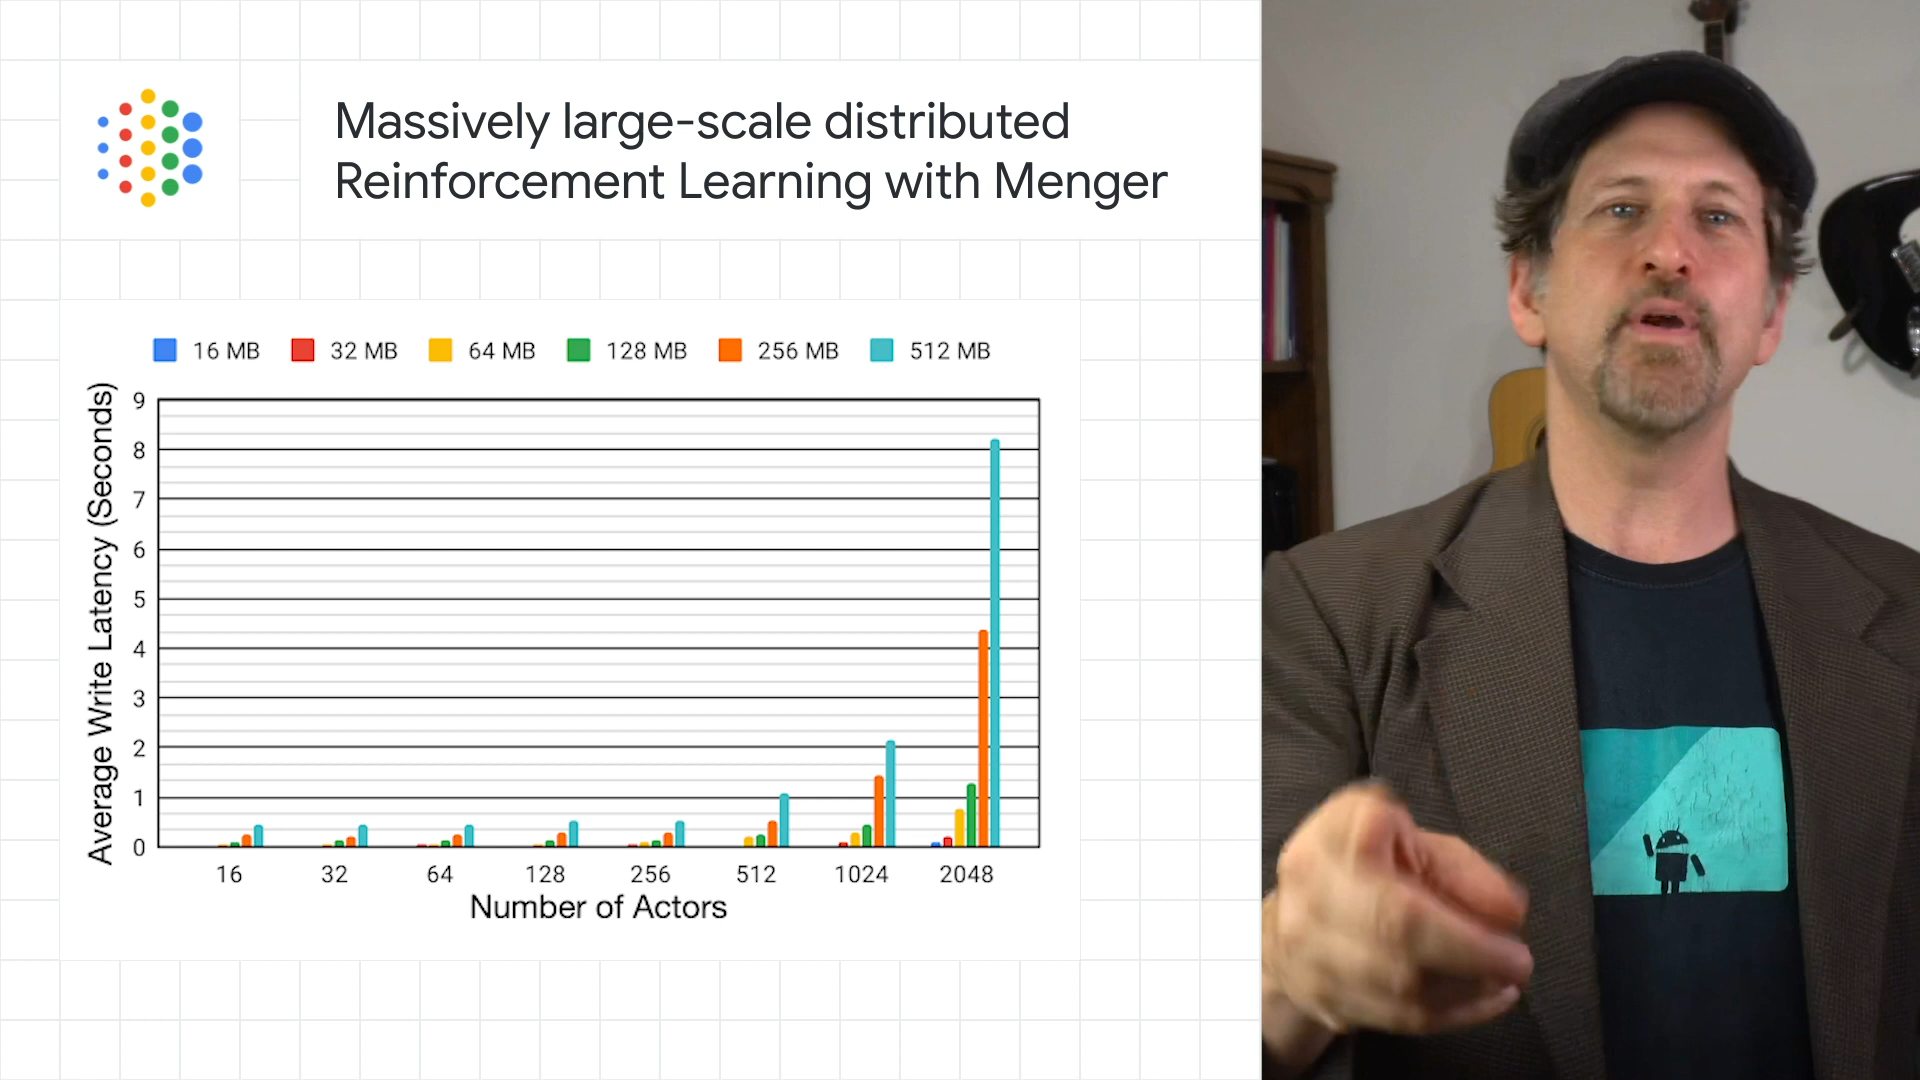 Massively large-scale distributed
Reinforcement Learning with Menger
16 MB 32 MB 64 MB 128 MB 256 MB 512 MB
Average Write Latency (Seconds)
9
8
7
6
5
4
3
2
1
0
16 32 64 128 256 512 1024 2048
Number of Actors